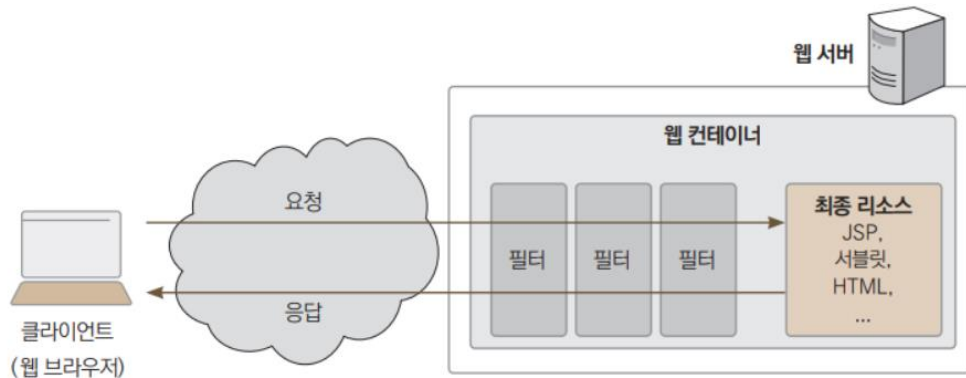 웹 서버
웹 컨테이너
요청
필터
필터
필터
최종 리소스
JSP,
서블릿,
HTML,
...
응답
클라이언트
(웹 브라우저)